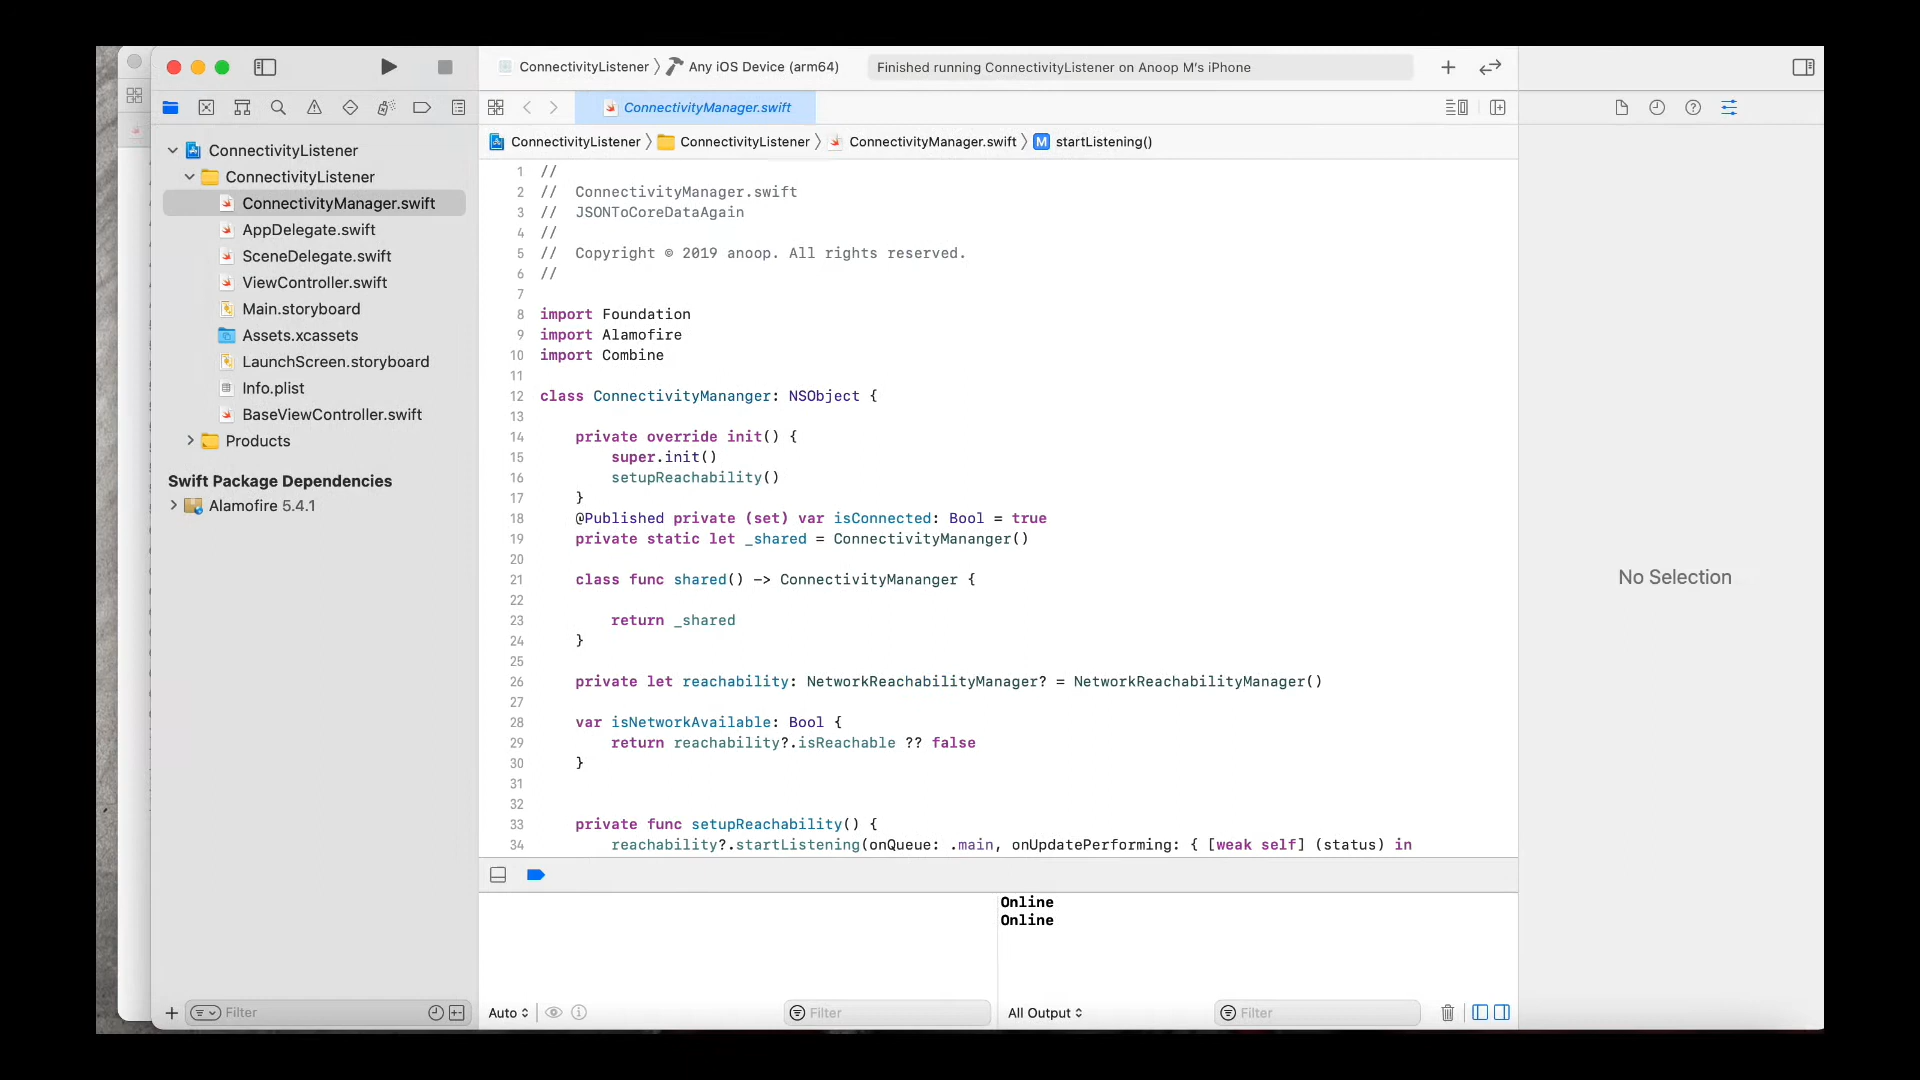 ConnectivityListener
Any iOS Device (arm64)
Finished running ConnectivityListener on Anoop M's iPhone
ConnectivityManager.swift
ConnectivityListener
ConnectivityListener
ConnectivityManager.swift
M startListening()
ConnectivityListener
ConnectivityListener
ConnectivityManager.swift
AppDelegate.swift
SceneDelegate.swift
ViewController.swift
Main.storyboard
Assets.xcassets
LaunchScreen.storyboard
Info.plist
BaseViewController.swift
Products
Swift Package Dependencies
Alamofire 5.4.1
Filter
1 //
2 //  ConnectivityManager.swift
3 //  JSONToCoreDataAgain
4 //
5 //  Copyright © 2019 anoop. All rights reserved.
6 //
7
8 import Foundation
9 import Alamofire
10 import Combine
11
12 class ConnectivityMananger: NSObject {
13
14     private override init() {
15         super.init()
16         setupReachability()
17     }
18     @Published private (set) var isConnected: Bool = true
19     private static let _shared = ConnectivityMananger()
20
21     class func shared() -> ConnectivityMananger {
22
23         return _shared
24     }
25
26     private let reachability: NetworkReachabilityManager? = NetworkReachabilityManager()
27
28     var isNetworkAvailable: Bool {
29         return reachability?.isReachable ?? false
30     }
31
32
33     private func setupReachability() {
34         reachability?.startListening(onQueue: .main, onUpdatePerforming: { [weak self] (status) in
Online
Online
Auto
Filter
All Output
Filter
No Selection